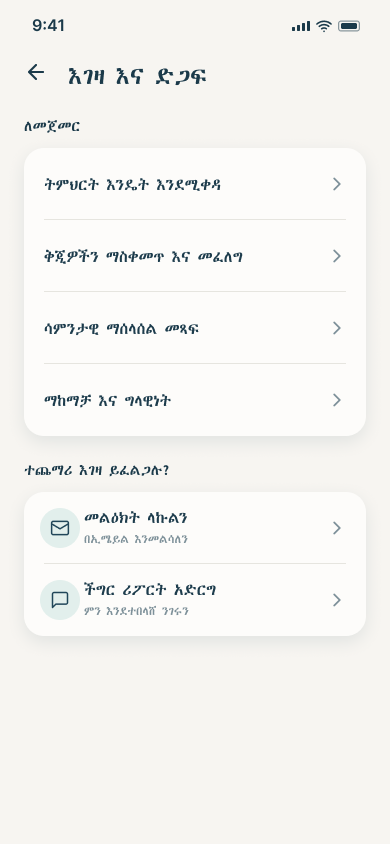 9:41
እገዛ እና ድጋፍ
ለመጀመር
ትምህርት እንዴት እንደሚቀዳ
ቅጂዎችን ማስቀመጥ እና መፈለግ
ሳምንታዊ ማሰላሰል መጻፍ
ማከማቻ እና ግላዊነት
ተጨማሪ እገዛ ይፈልጋሉ?
መልዕክት ላኩልን
በኢሜይል እንመልሳለን
ችግር ሪፖርት አድርግ
ምን እንደተበላሸ ንገሩን